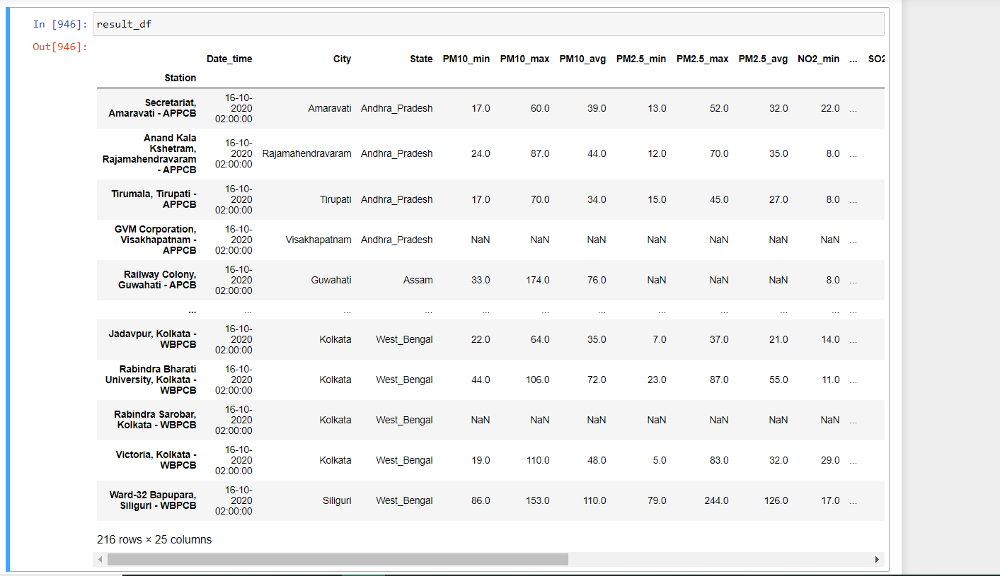 In [946]: result_df
Out[946]:
Date_time City State PM10_min PM10_max PM10_avg PM2.5_min PM2.5_max PM2.5_avg NO2_min ... SO2
Station
Secretariat, Amaravati - APPCB 16-10-2020 02:00:00 Amaravati Andhra_Pradesh 17.0 60.0 39.0 13.0 52.0 32.0 22.0 ...
Anand Kala Kshetram, Rajamahendravaram - APPCB 16-10-2020 02:00:00 Rajamahendravaram Andhra_Pradesh 24.0 87.0 44.0 12.0 70.0 35.0 8.0 ...
Tirumala, Tirupati - APPCB 16-10-2020 02:00:00 Tirupati Andhra_Pradesh 17.0 70.0 34.0 15.0 45.0 27.0 8.0 ...
GVM Corporation, Visakhapatnam - APPCB 16-10-2020 02:00:00 Visakhapatnam Andhra_Pradesh NaN NaN NaN NaN NaN NaN NaN ...
Railway Colony, Guwahati - APCB 16-10-2020 02:00:00 Guwahati Assam 33.0 174.0 76.0 NaN NaN NaN 8.0 ...
... ... ... ... ... ... ... ... ... ... ... ...
Jadavpur, Kolkata - WBPCB 16-10-2020 02:00:00 Kolkata West_Bengal 22.0 64.0 35.0 7.0 37.0 21.0 14.0 ...
Rabindra Bharati University, Kolkata - WBPCB 16-10-2020 02:00:00 Kolkata West_Bengal 44.0 106.0 72.0 23.0 87.0 55.0 11.0 ...
Rabindra Sarobar, Kolkata - WBPCB 16-10-2020 02:00:00 Kolkata West_Bengal NaN NaN NaN NaN NaN NaN NaN ...
Victoria, Kolkata - WBPCB 16-10-2020 02:00:00 Kolkata West_Bengal 19.0 110.0 48.0 5.0 83.0 32.0 29.0 ...
Ward-32 Bapupara, Siliguri - WBPCB 16-10-2020 02:00:00 Siliguri West_Bengal 86.0 153.0 110.0 79.0 244.0 126.0 17.0 ...
216 rows × 25 columns